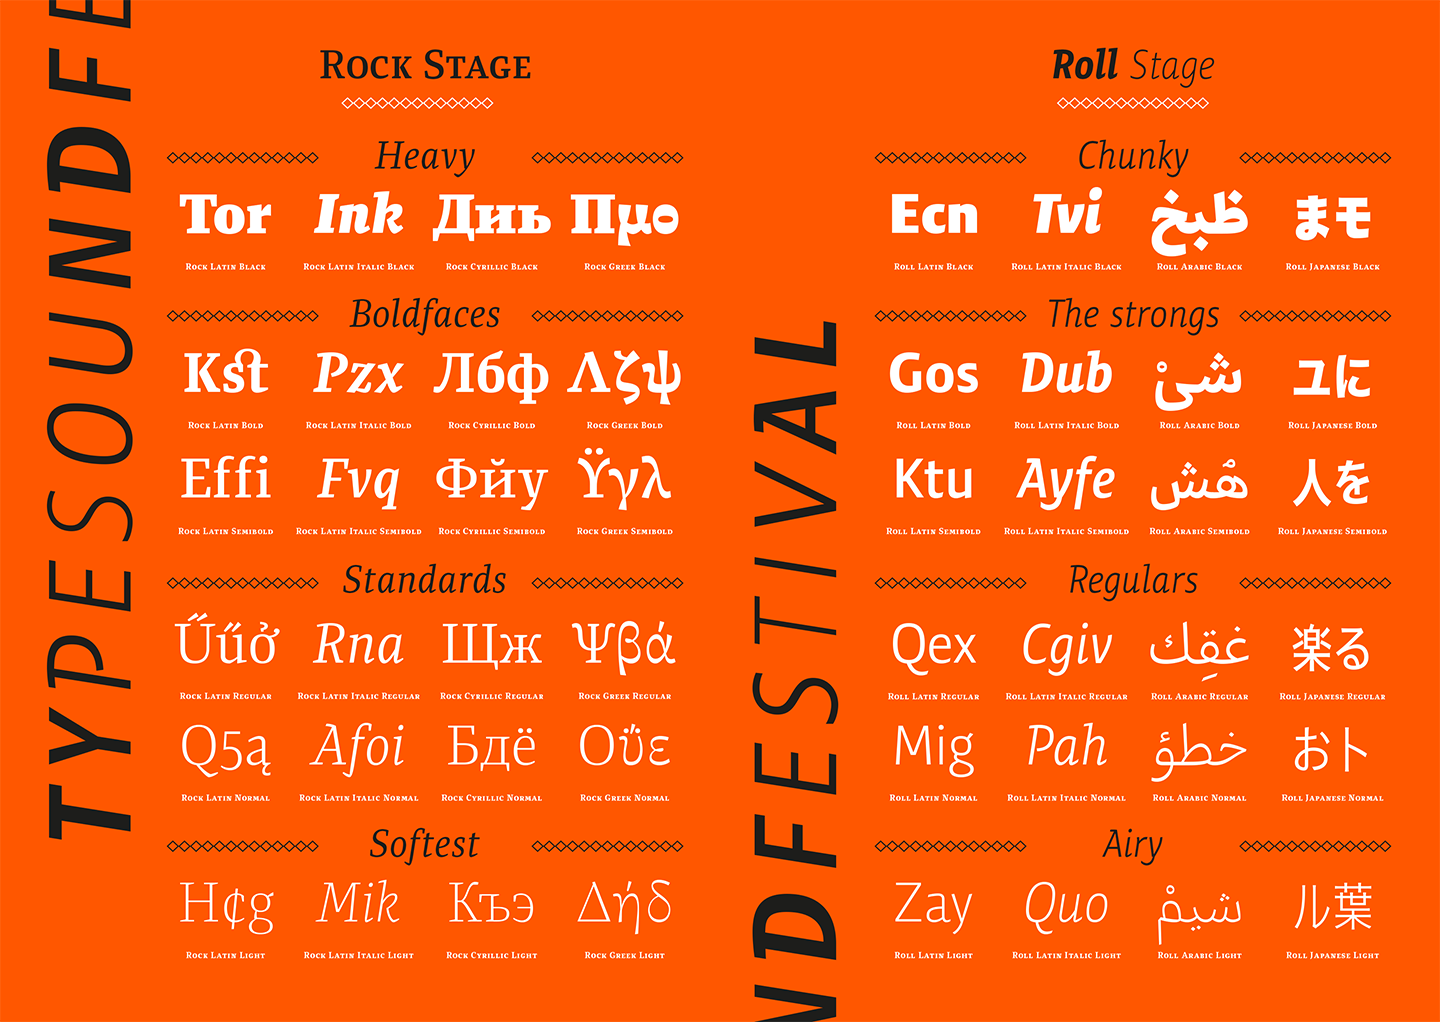 TYPESOUNDFE
ROCK STAGE
Heavy
Tor Ink Диь Πμθ
ROCK LATIN BLACK ROCK LATIN ITALIC BLACK ROCK CYRILLIC BLACK ROCK GREEK BLACK
Boldfaces
Kst Pzx Лбф Λζψ
ROCK LATIN BOLD ROCK LATIN ITALIC BOLD ROCK CYRILLIC BOLD ROCK GREEK BOLD
Effi Fvq Фйу Ϋγλ
ROCK LATIN SEMIBOLD ROCK LATIN ITALIC SEMIBOLD ROCK CYRILLIC SEMIBOLD ROCK GREEK SEMIBOLD
Standards
Űűở Rna Щж Ψβά
ROCK LATIN REGULAR ROCK LATIN ITALIC REGULAR ROCK CYRILLIC REGULAR ROCK GREEK REGULAR
Q5ą Afoi Бдё Οΰε
ROCK LATIN NORMAL ROCK LATIN ITALIC NORMAL ROCK CYRILLIC NORMAL ROCK GREEK NORMAL
Softest
H¢g Mik Къэ Δήδ
ROCK LATIN LIGHT ROCK LATIN ITALIC LIGHT ROCK CYRILLIC LIGHT ROCK GREEK LIGHT
NDFESTIVAL
Roll Stage
Chunky
Ecn Tvi ظبخ まモ
ROLL LATIN BLACK ROLL LATIN ITALIC BLACK ROLL ARABIC BLACK ROLL JAPANESE BLACK
The strongs
Gos Dub شىْ ユに
ROLL LATIN BOLD ROLL LATIN ITALIC BOLD ROLL ARABIC BOLD ROLL JAPANESE BOLD
Ktu Ayfe هُش 人を
ROLL LATIN SEMIBOLD ROLL LATIN ITALIC SEMIBOLD ROLL ARABIC SEMIBOLD ROLL JAPANESE SEMIBOLD
Regulars
Qex Cgiv غقِك 楽る
ROLL LATIN REGULAR ROLL LATIN ITALIC REGULAR ROLL ARABIC REGULAR ROLL JAPANESE REGULAR
Mig Pah خطؤ おト
ROLL LATIN NORMAL ROLL LATIN ITALIC NORMAL ROLL ARABIC NORMAL ROLL JAPANESE NORMAL
Airy
Zay Quo شيمْ ル葉
ROLL LATIN LIGHT ROLL LATIN ITALIC LIGHT ROLL ARABIC LIGHT ROLL JAPANESE LIGHT